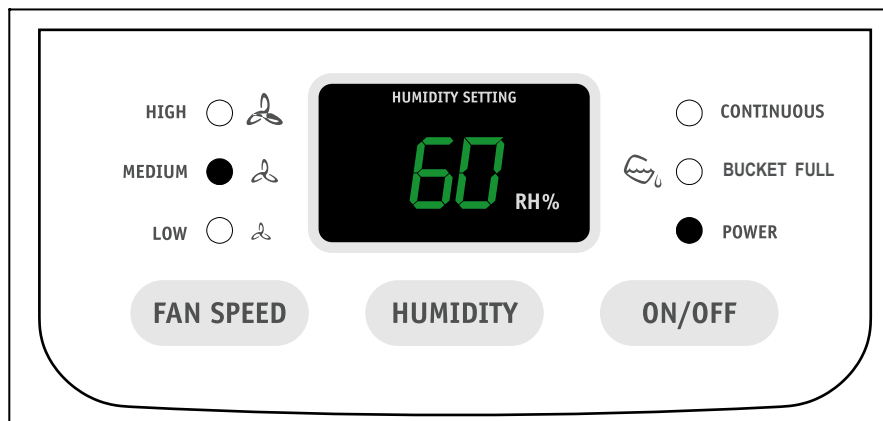 HUMIDITY SETTING
HIGH
CONTINUOUS
MEDIUM
60
RH%
BUCKET FULL
LOW
POWER
FAN SPEED
HUMIDITY
ON/OFF